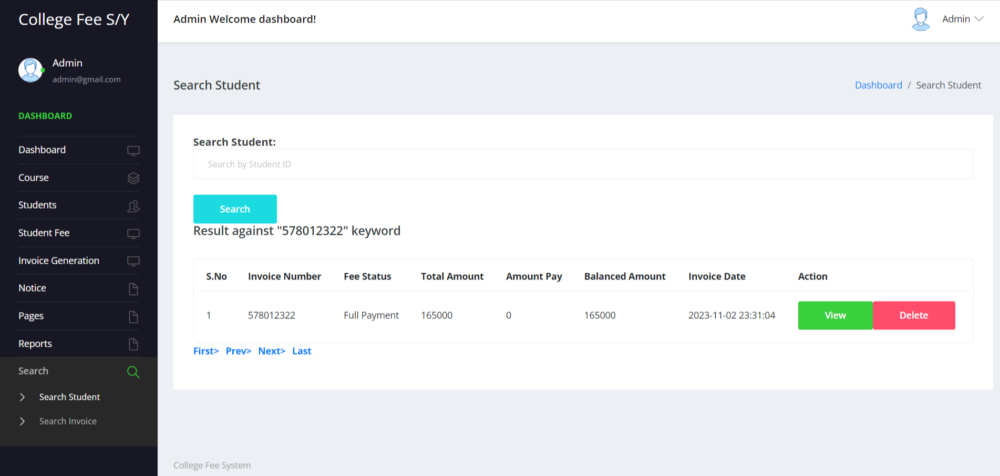 College Fee S/Y
Admin
admin@gmail.com
DASHBOARD
Dashboard
Course
Students
Student Fee
Invoice Generation
Notice
Pages
Reports
Search
Search Student
Search Invoice
Admin Welcome dashboard!
Admin
Search Student
Dashboard / Search Student
Search Student:
Search by Student ID
Search
Result against "578012322" keyword
S.No Invoice Number Fee Status Total Amount Amount Pay Balanced Amount Invoice Date Action
1 578012322 Full Payment 165000 0 165000 2023-11-02 23:31:04 View Delete
First> Prev> Next> Last
College Fee System